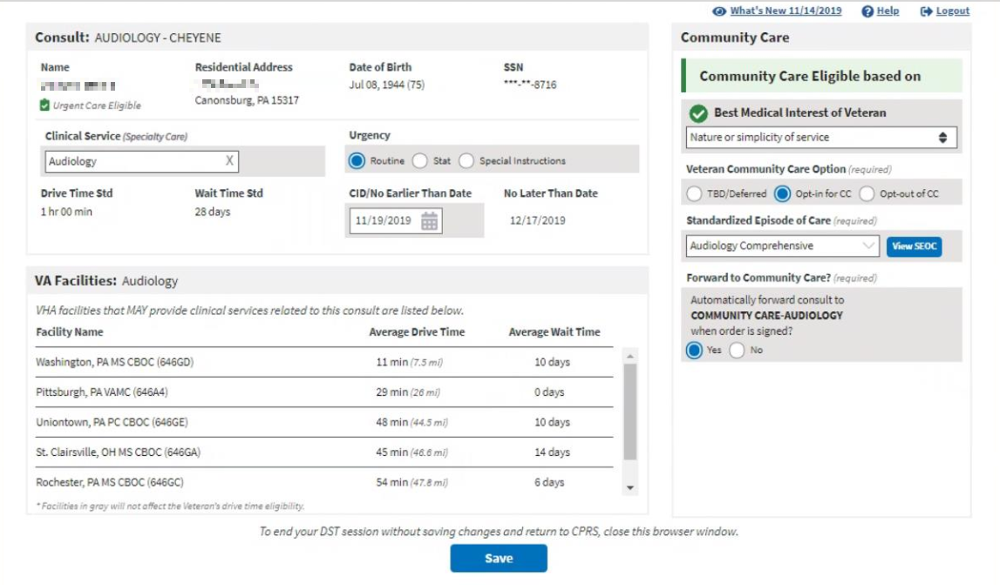 What's New 11/14/2019 Help Logout
Consult: AUDIOLOGY - CHEYENE
Name Residential Address Date of Birth SSN
Jul 08, 1944 (75) ***-**-8716
Urgent Care Eligible Canonsburg, PA 15317
Clinical Service (Specialty Care) Urgency
Audiology X Routine Stat Special Instructions
Drive Time Std Wait Time Std CID/No Earlier Than Date No Later Than Date
1 hr 00 min 28 days 11/19/2019 12/17/2019
VA Facilities: Audiology
VHA facilities that MAY provide clinical services related to this consult are listed below.
Facility Name Average Drive Time Average Wait Time
Washington, PA MS CBOC (646GD) 11 min (7.5 mi) 10 days
Pittsburgh, PA VAMC (646A4) 29 min (26 mi) 0 days
Uniontown, PA PC CBOC (646GE) 48 min (44.5 mi) 10 days
St. Clairsville, OH MS CBOC (646GA) 45 min (46.6 mi) 14 days
Rochester, PA MS CBOC (646GC) 54 min (47.8 mi) 6 days
* Facilities in gray will not affect the Veteran's drive time eligibility.
Community Care
Community Care Eligible based on
Best Medical Interest of Veteran
Nature or simplicity of service
Veteran Community Care Option (required)
TBD/Deferred Opt-in for CC Opt-out of CC
Standardized Episode of Care (required)
Audiology Comprehensive View SEOC
Forward to Community Care? (required)
Automatically forward consult to
COMMUNITY CARE-AUDIOLOGY
when order is signed?
Yes No
To end your DST session without saving changes and return to CPRS, close this browser window.
Save